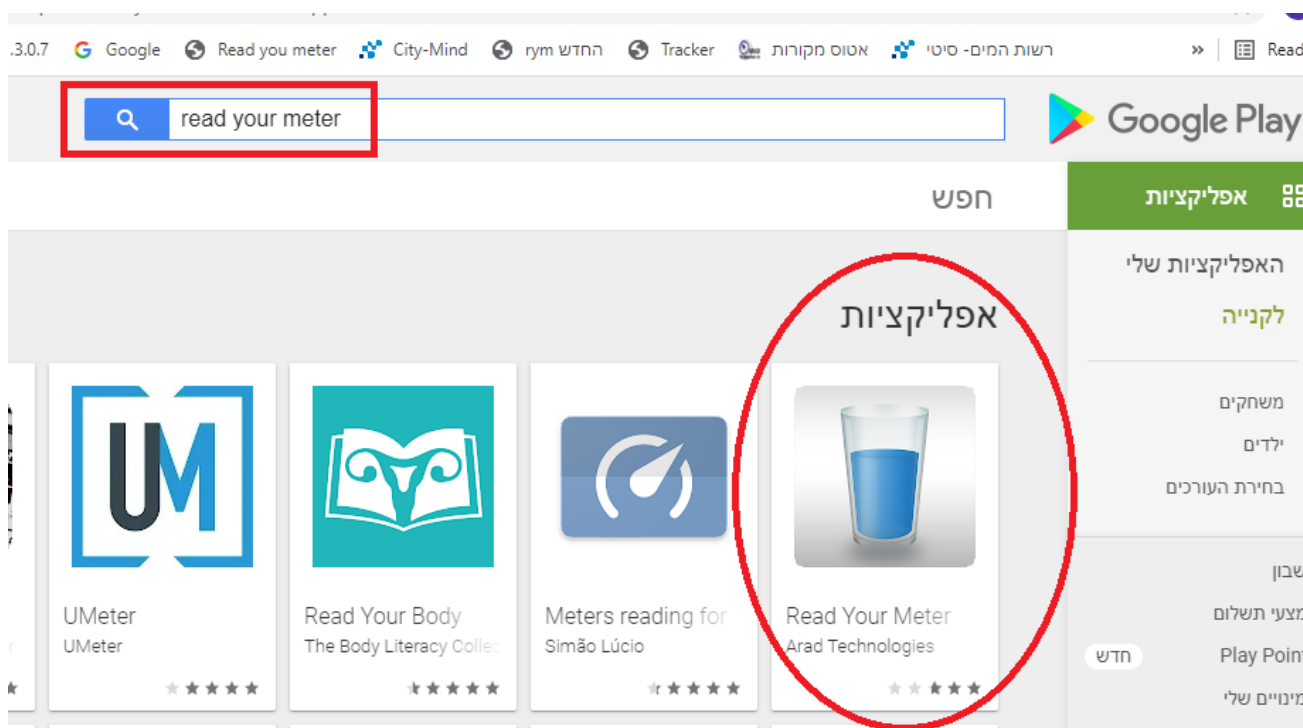 .3.0.7 Google Read you meter City-Mind rym החדש Tracker אטוס מקורות רשות המים- סיטי » Read
read your meter
Google Play
חפש
אפליקציות
האפליקציות שלי
לקנייה
משחקים
ילדים
בחירת העורכים
שבון
מצעי תשלום
Play Point חדש
מינויים שלי
אפליקציות
UM
UMeter
UMeter
Read Your Body
The Body Literacy Collec
Meters reading for
Simão Lúcio
Read Your Meter
Arad Technologies